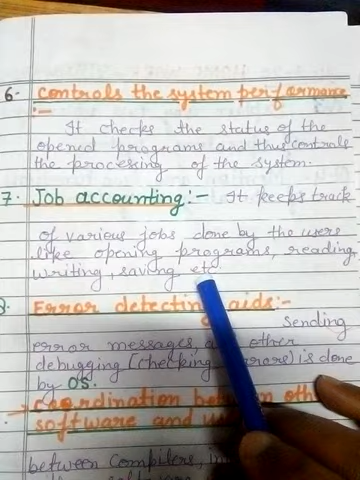 6. Controls the system performance:-
It checks the status of the
opened programs and thus controls
the processing of the system.
7. Job accounting:- It keeps track
of various jobs done by the users
like opening programs, reading,
writing, saving etc
8. Error detecting aids:-
Sending
error messages, other
debugging (checking errors) is done
by OS.
→ Coordination between oth
software and u
between compilers, in